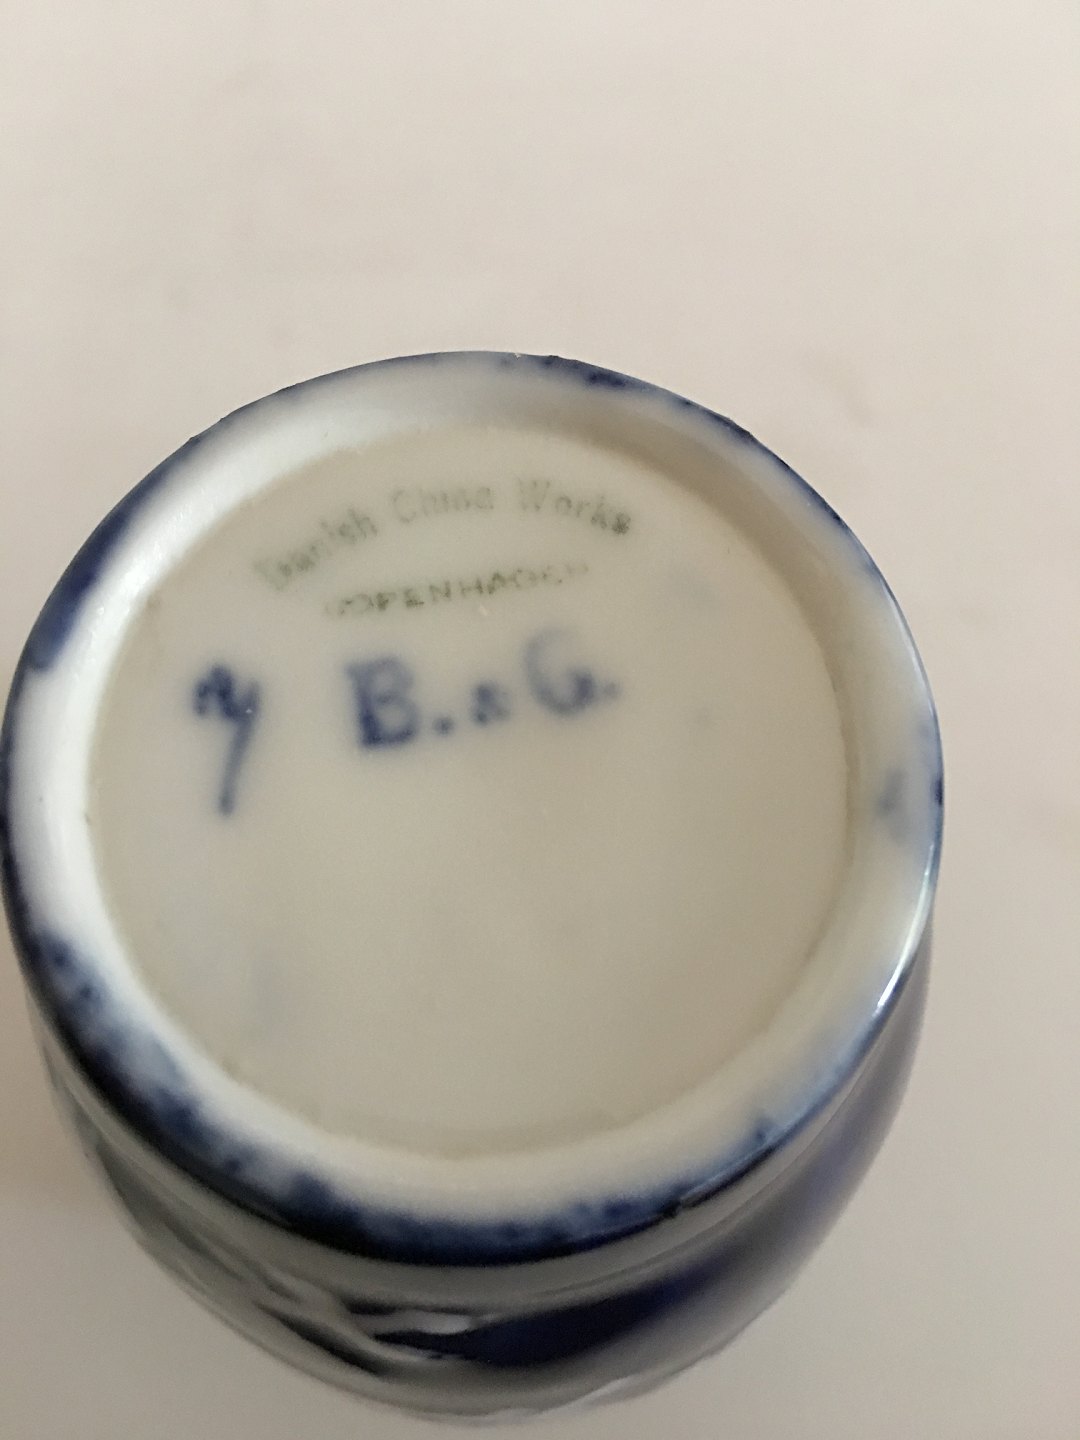 Danish China Works
COPENHAGEN
B. & G.